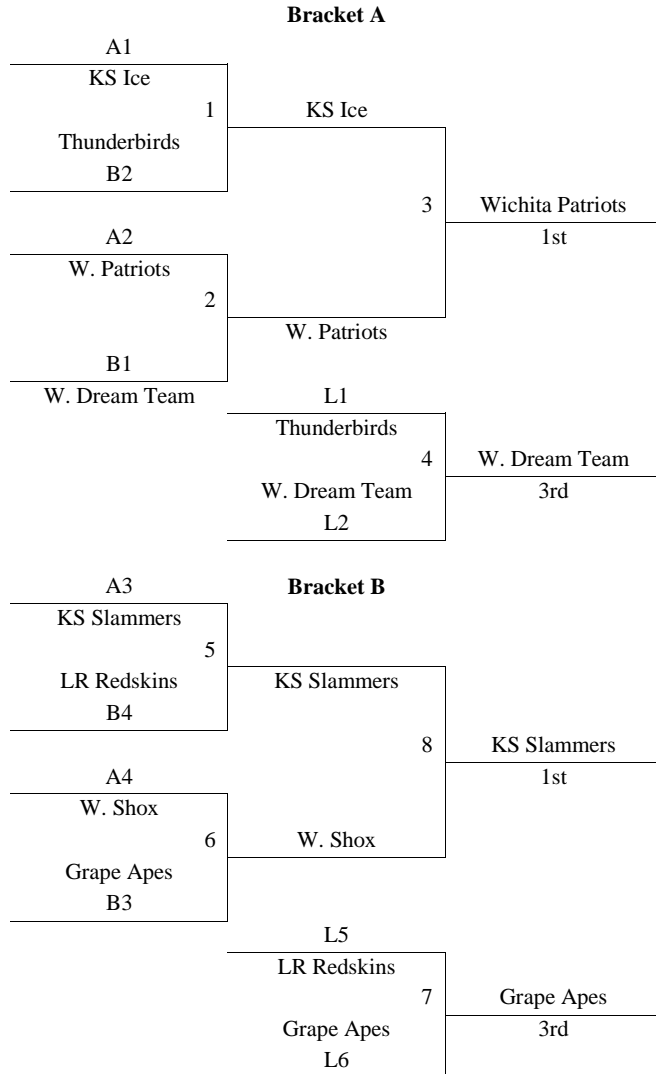 Bracket A
A1
KS Ice
1
KS Ice
Thunderbirds
B2
3
Wichita Patriots
A2
1st
W. Patriots
2
W. Patriots
B1
W. Dream Team
L1
Thunderbirds
4
W. Dream Team
W. Dream Team
3rd
L2
A3
Bracket B
KS Slammers
5
LR Redskins
KS Slammers
B4
8
KS Slammers
A4
1st
W. Shox
6
W. Shox
Grape Apes
B3
L5
LR Redskins
7
Grape Apes
Grape Apes
3rd
L6